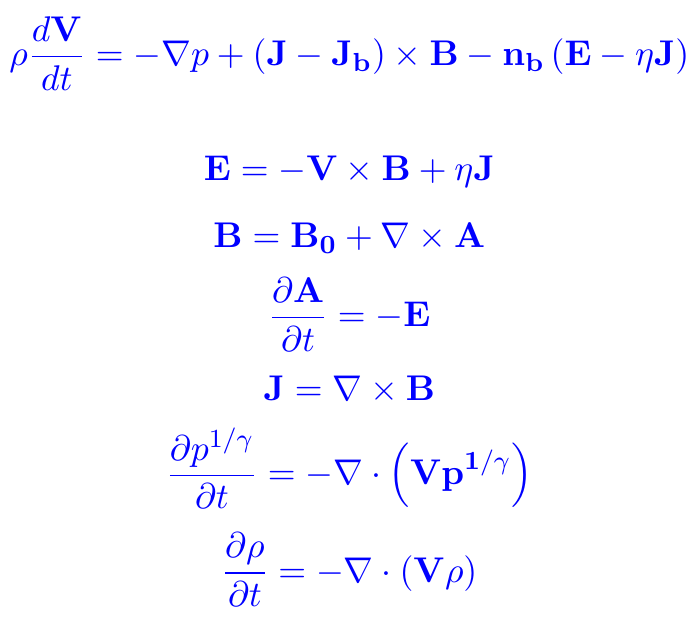 ρ d𝐕/dt = −∇p + (𝐉 − 𝐉_𝐛) × 𝐁 − 𝐧_𝐛 (𝐄 − η𝐉)
𝐄 = −𝐕 × 𝐁 + η𝐉
𝐁 = 𝐁_𝟎 + ∇ × 𝐀
∂𝐀/∂t = −𝐄
𝐉 = ∇ × 𝐁
∂p^{1/γ}/∂t = −∇ · (𝐕𝐩^{𝟏/γ})
∂ρ/∂t = −∇ · (𝐕ρ)